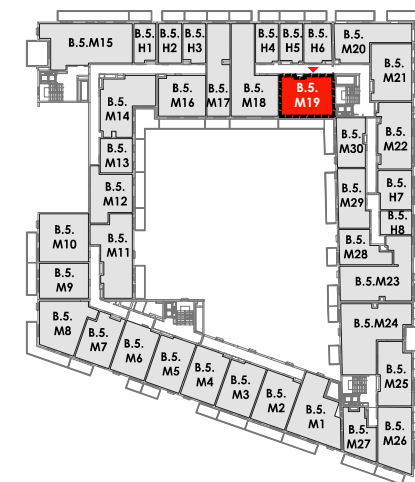 B.5.M15
B.5.
H1
B.5.
H2
B.5.
H3
B.5.
H4
B.5.
H5
B.5.
H6
B.5.
M20
B.5.
M21
B.5.
M14
B.5.
M16
B.5.
M17
B.5.
M18
B.5.
M19
B.5.
M22
B.5.
M13
B.5.
M30
B.5.
M12
B.5.
M29
B.5.
H7
B.5.
H8
B.5.
M10
B.5.
M11
B.5.
M28
B.5.
M9
B.5.M23
B.5.
M8
B.5.
M7
B.5.
M6
B.5.
M5
B.5.
M4
B.5.
M3
B.5.
M2
B.5.
M1
B.5.M24
B.5.
M25
B.5.
M27
B.5.
M26